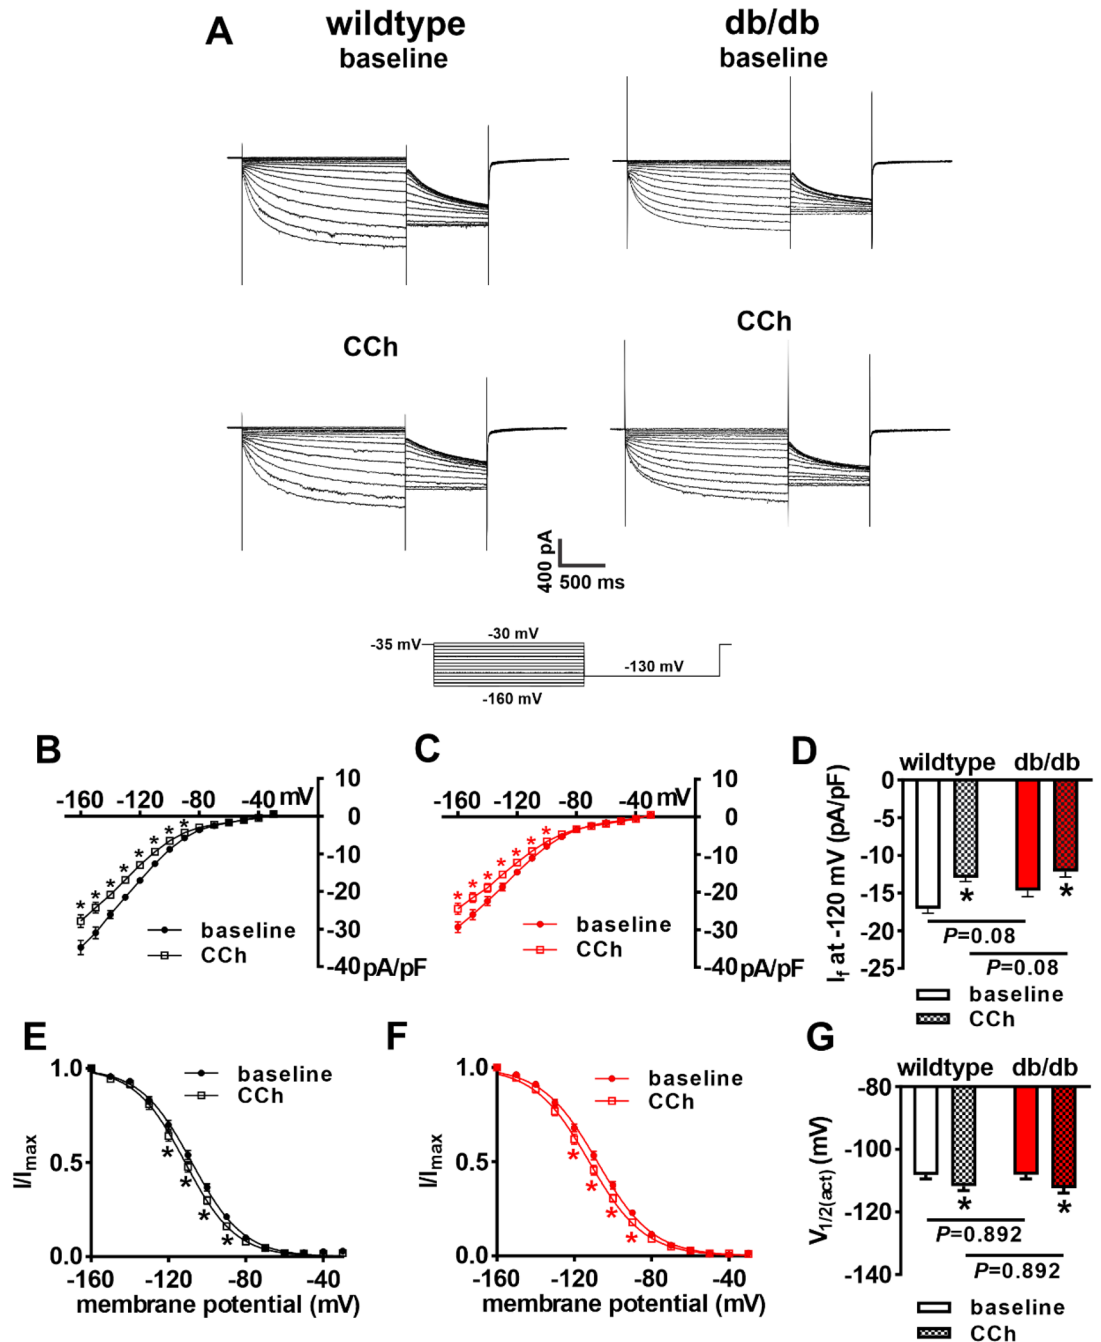 A
wildtype
baseline
db/db
baseline
CCh
CCh
400 pA
500 ms
-35 mV
-30 mV
-130 mV
-160 mV
B
-160 -120 -80 -40 mV
10
0
-10
-20
-30
-40
pA/pF
* * * * * * * *
baseline
CCh
C
-160 -120 -80 -40 mV
10
0
-10
-20
-30
-40
pA/pF
* * * * * * *
baseline
CCh
D
wildtype db/db
If at -120 mV (pA/pF)
0
-5
-10
-15
-20
-25
* *
P=0.08
P=0.08
baseline
CCh
E
I/Imax
1.0
0.5
0.0
baseline
CCh
* * * *
-160 -120 -80 -40
membrane potential (mV)
F
I/Imax
1.0
0.5
0.0
baseline
CCh
* * * *
-160 -120 -80 -40
membrane potential (mV)
G
wildtype db/db
V1/2(act) (mV)
-80
-100
-120
-140
* *
P=0.892
P=0.892
baseline
CCh